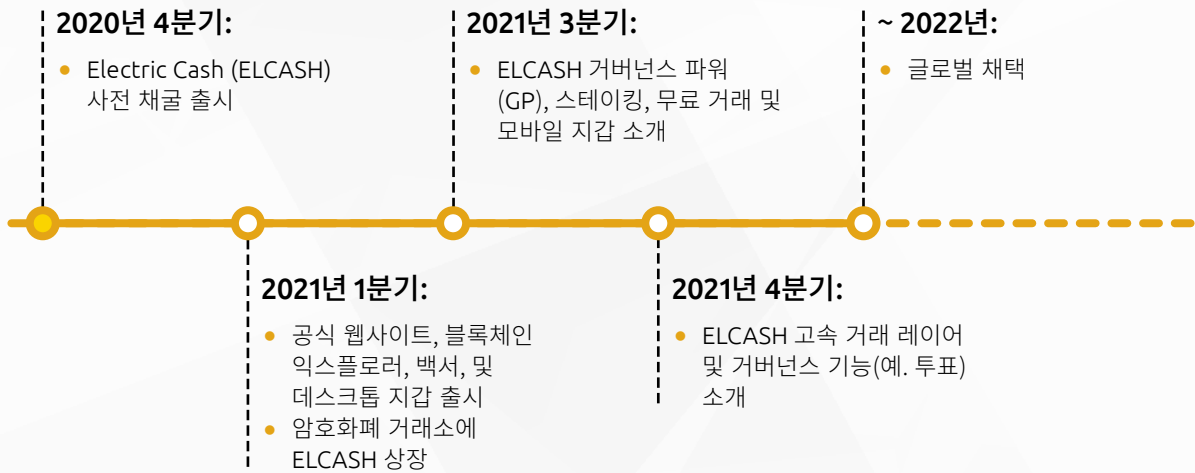 2020년 4분기:
• Electric Cash (ELCASH)
사전 채굴 출시
2021년 3분기:
• ELCASH 거버넌스 파워
(GP), 스테이킹, 무료 거래 및
모바일 지갑 소개
~ 2022년:
• 글로벌 채택
2021년 1분기:
• 공식 웹사이트, 블록체인
익스플로러, 백서, 및
데스크톱 지갑 출시
• 암호화폐 거래소에
ELCASH 상장
2021년 4분기:
• ELCASH 고속 거래 레이어
및 거버넌스 기능(예. 투표)
소개